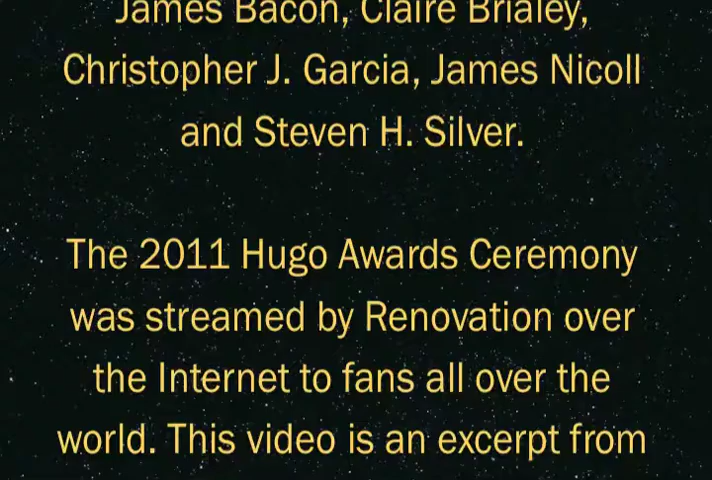 James Bacon, Claire Brialey,
Christopher J. Garcia, James Nicoll
and Steven H. Silver.
The 2011 Hugo Awards Ceremony
was streamed by Renovation over
the Internet to fans all over the
world. This video is an excerpt from